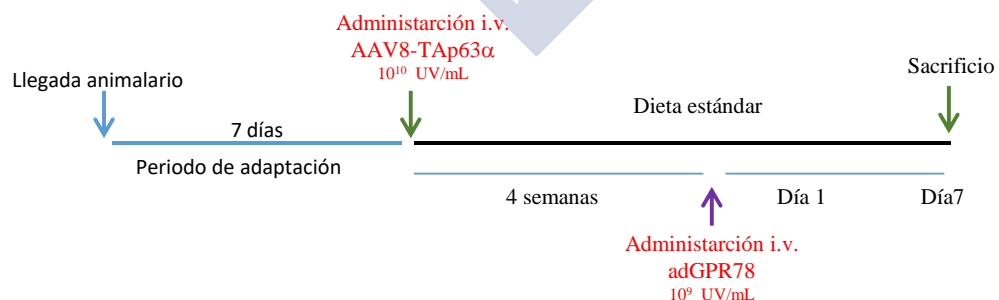 Administarción i.v.
AAV8-TAp63α
10¹⁰ UV/mL
Llegada animalario
Sacrificio
Dieta estándar
7 días
Periodo de adaptación
4 semanas
Día 1
Día7
Administarción i.v.
adGPR78
10⁹ UV/mL